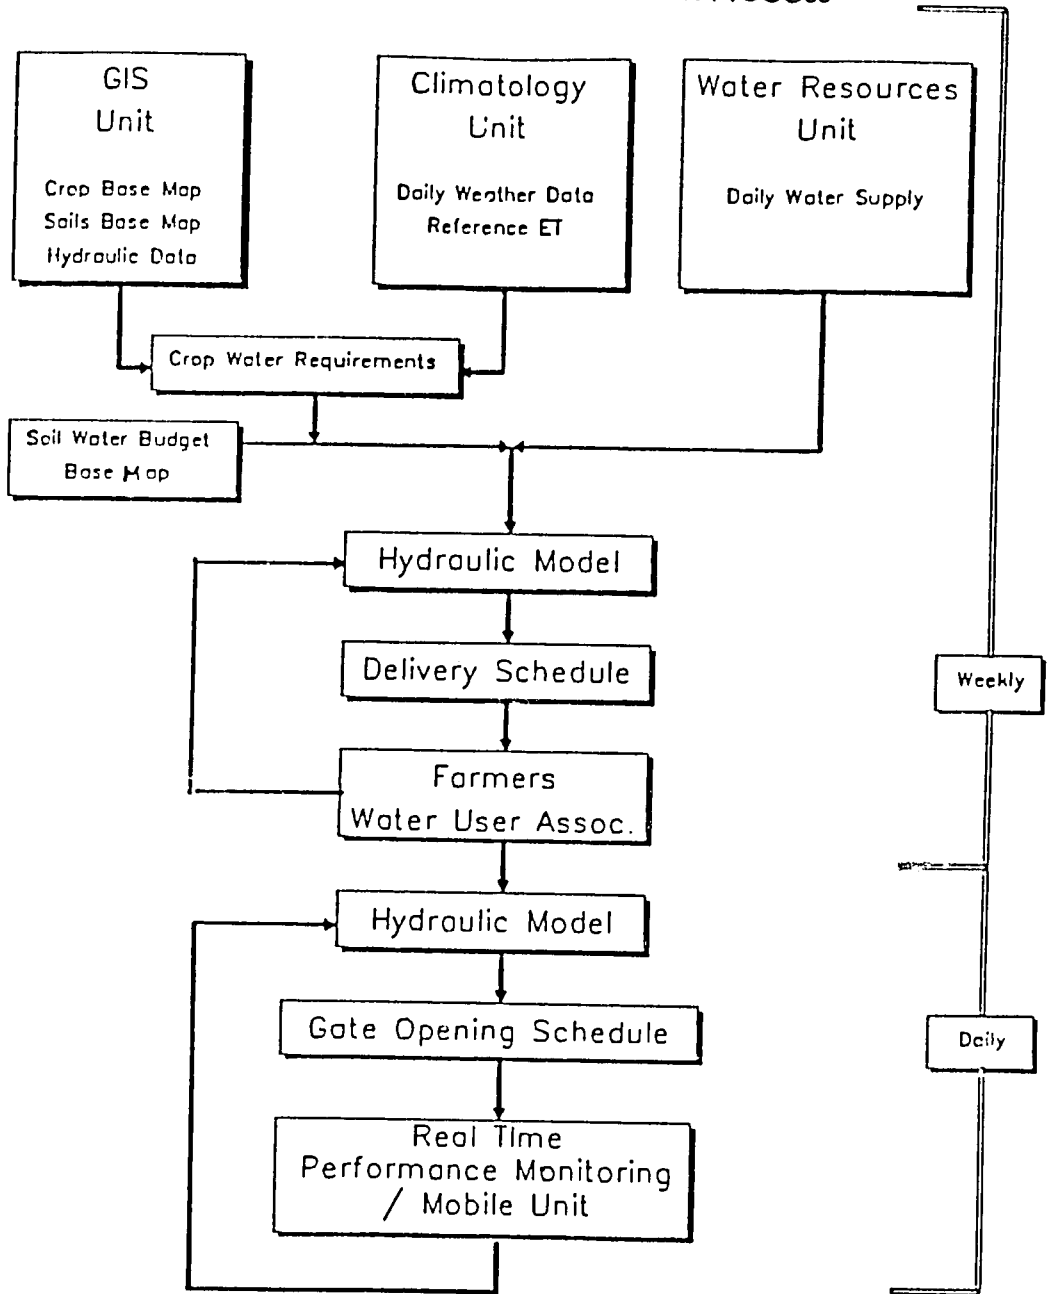 GIS
Unit
Crop Base Map
Soils Base Map
Hydraulic Data
Climatology
Unit
Daily Weather Data
Reference ET
Water Resources
Unit
Daily Water Supply
Crop Water Requirements
Soil Water Budget
Base Map
Hydraulic Model
Delivery Schedule
Farmers
Water User Assoc.
Weekly
Hydraulic Model
Gate Opening Schedule
Daily
Real Time
Performance Monitoring
/ Mobile Unit